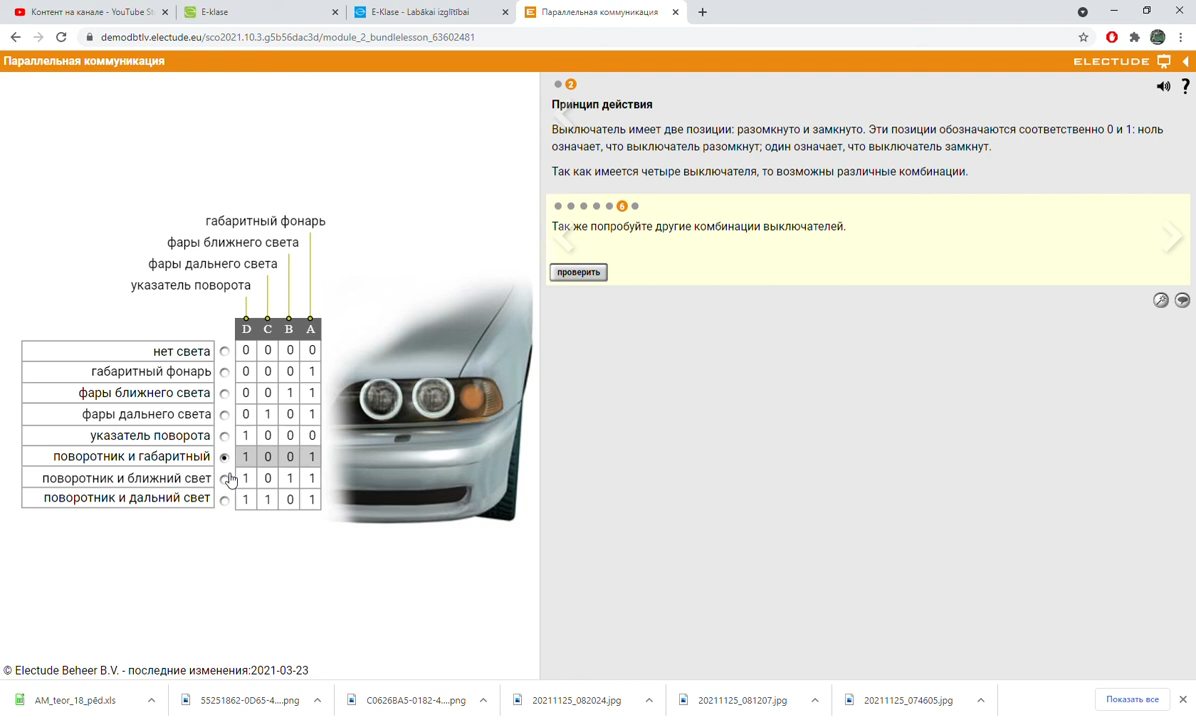 Контент на канале - YouTube St
E-klase
E-Klase - Labākai izglītībai
Параллельная коммуникация
demodbtlv.electude.eu/sco2021.10.3.g5b56dac3d/module_2_bundlelesson_63602481
Параллельная коммуникация
ELECTUDE
2
?
Принцип действия
Выключатель имеет две позиции: разомкнуто и замкнуто. Эти позиции обозначаются соответственно 0 и 1: ноль
означает, что выключатель разомкнут; один означает, что выключатель замкнут.
Так как имеется четыре выключателя, то возможны различные комбинации.
6
Так же попробуйте другие комбинации выключателей.
проверить
габаритный фонарь
фары ближнего света
фары дальнего света
указатель поворота
D C B A
нет света 0 0 0 0
габаритный фонарь 0 0 0 1
фары ближнего света 0 0 1 1
фары дальнего света 0 1 0 1
указатель поворота 1 0 0 0
поворотник и габаритный 1 0 0 1
поворотник и ближний свет 1 0 1 1
поворотник и дальний свет 1 1 0 1
© Electude Beheer B.V. - последние изменения:2021-03-23
AM_teor_18_pēd.xls
55251862-0D65-4....png
C0626BA5-0182-4....png
20211125_082024.jpg
20211125_081207.jpg
20211125_074605.jpg
Показать все